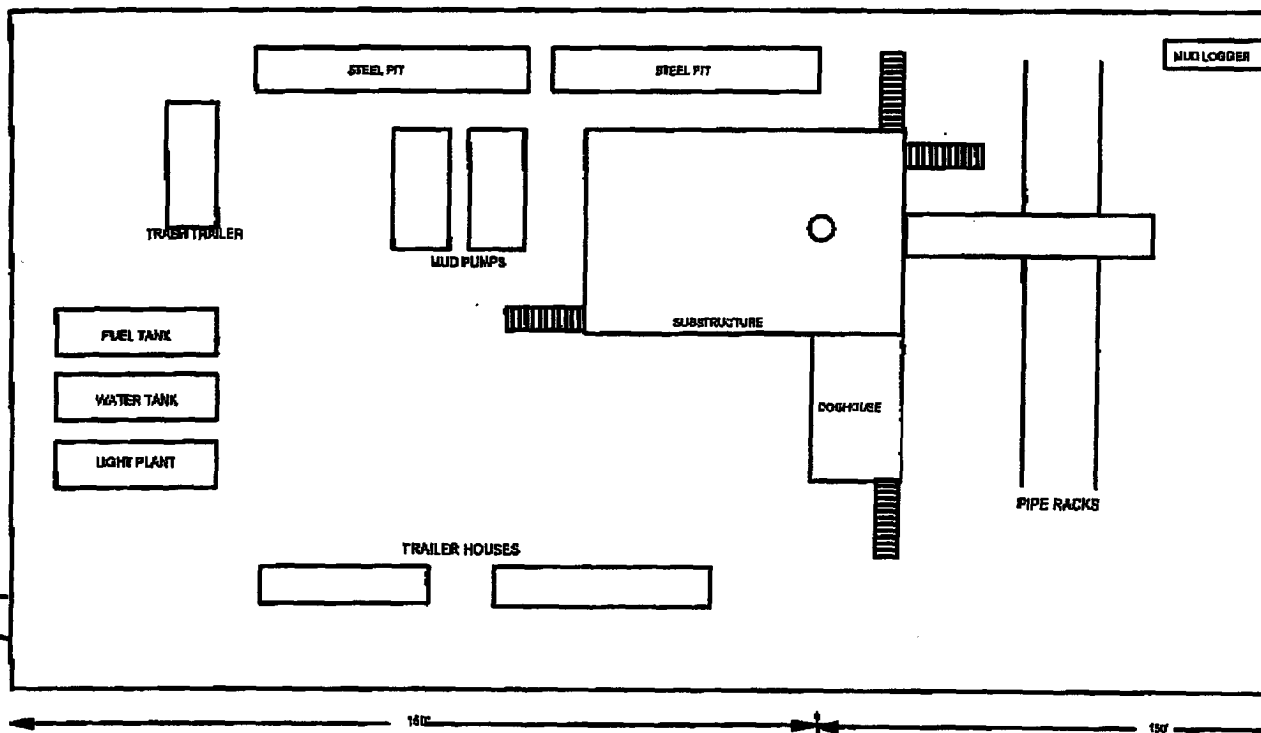 STEEL PIT
STEEL PIT
MUD LOGGER
TRASH TRAILER
MUD PUMPS
SUBSTRUCTURE
FUEL TANK
WATER TANK
LIGHT PLANT
DOGHOUSE
PIPE RACKS
TRAILER HOUSES
150'
150'